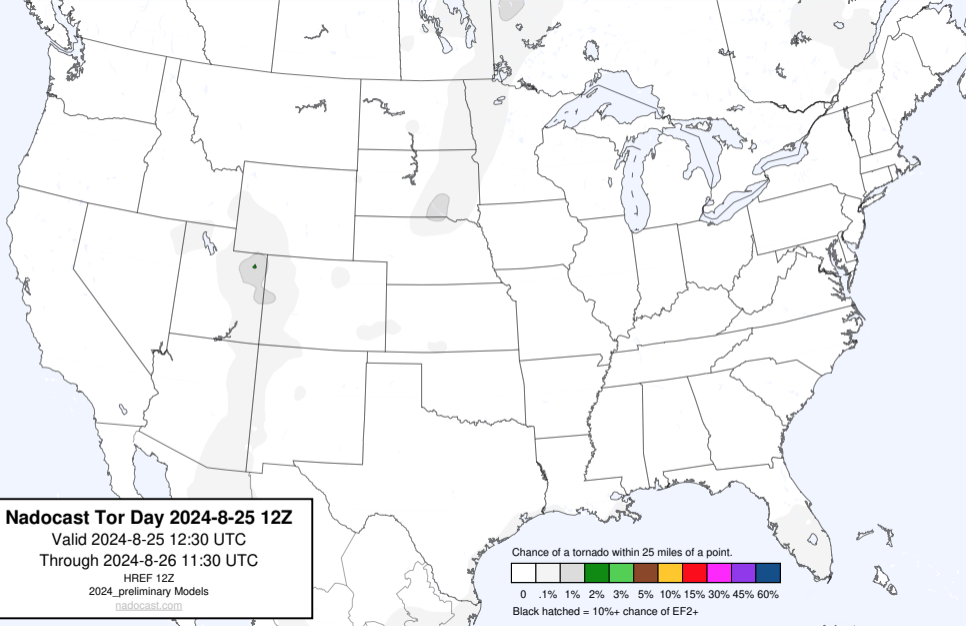 Nadocast Tor Day 2024-8-25 12Z
Valid 2024-8-25 12:30 UTC
Through 2024-8-26 11:30 UTC
HREF 12Z
2024_preliminary Models
nadocast.com
Chance of a tornado within 25 miles of a point.
0 .1% 1% 2% 3% 5% 10% 15% 30% 45% 60%
Black hatched = 10%+ chance of EF2+